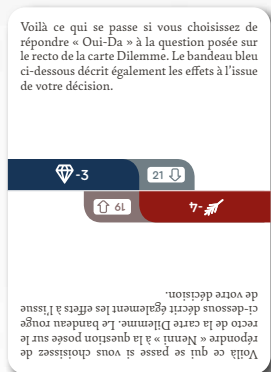 Voilà ce qui se passe si vous choisissez de
répondre « Oui-Da » à la question posée sur
le recto de la carte Dilemme. Le bandeau bleu
ci-dessous décrit également les effets à l'issue
de votre décision.
-3
21
-4
19
Voilà ce qui se passe si vous choisissez de
répondre « Nenni » à la question posée sur le
recto de la carte Dilemme. Le bandeau rouge
ci-dessous décrit également les effets à l'issue
de votre décision.